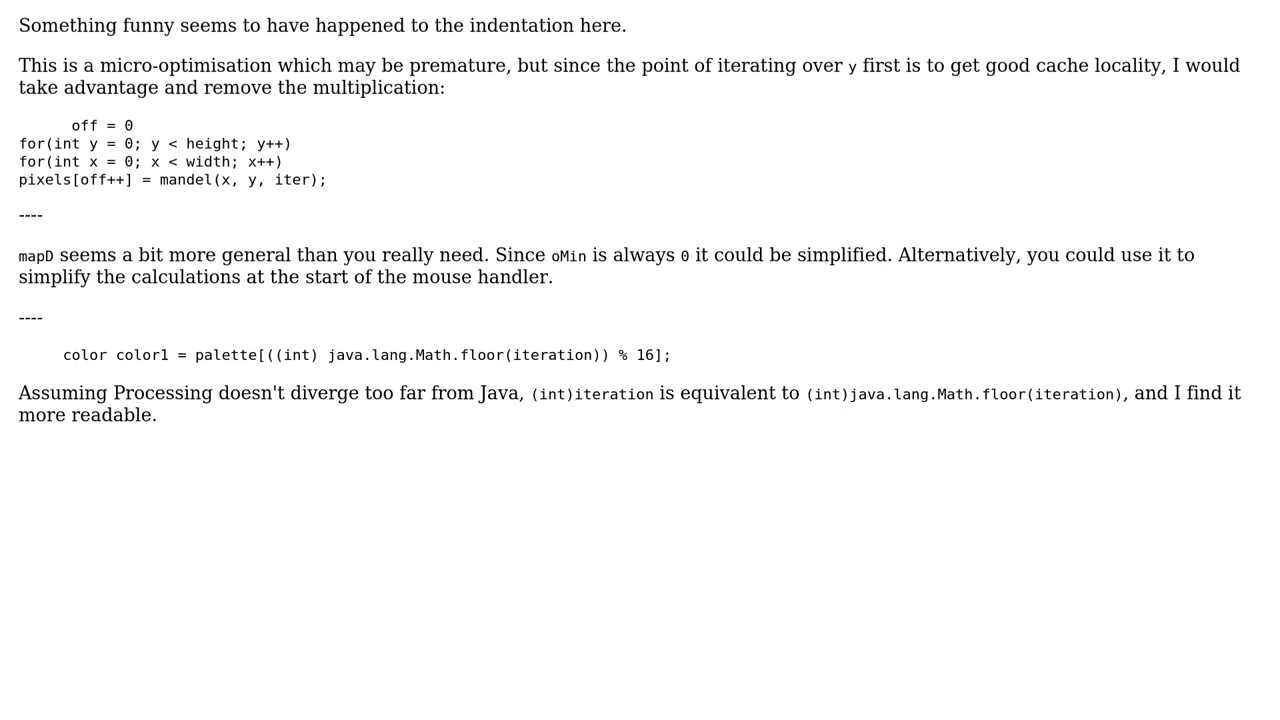 Something funny seems to have happened to the indentation here.
This is a micro-optimisation which may be premature, but since the point of iterating over y first is to get good cache locality, I would
take advantage and remove the multiplication:
      off = 0
for(int y = 0; y < height; y++)
for(int x = 0; x < width; x++)
pixels[off++] = mandel(x, y, iter);
----
mapD seems a bit more general than you really need. Since oMin is always 0 it could be simplified. Alternatively, you could use it to
simplify the calculations at the start of the mouse handler.
----
     color color1 = palette[((int) java.lang.Math.floor(iteration)) % 16];
Assuming Processing doesn't diverge too far from Java, (int)iteration is equivalent to (int)java.lang.Math.floor(iteration), and I find it
more readable.